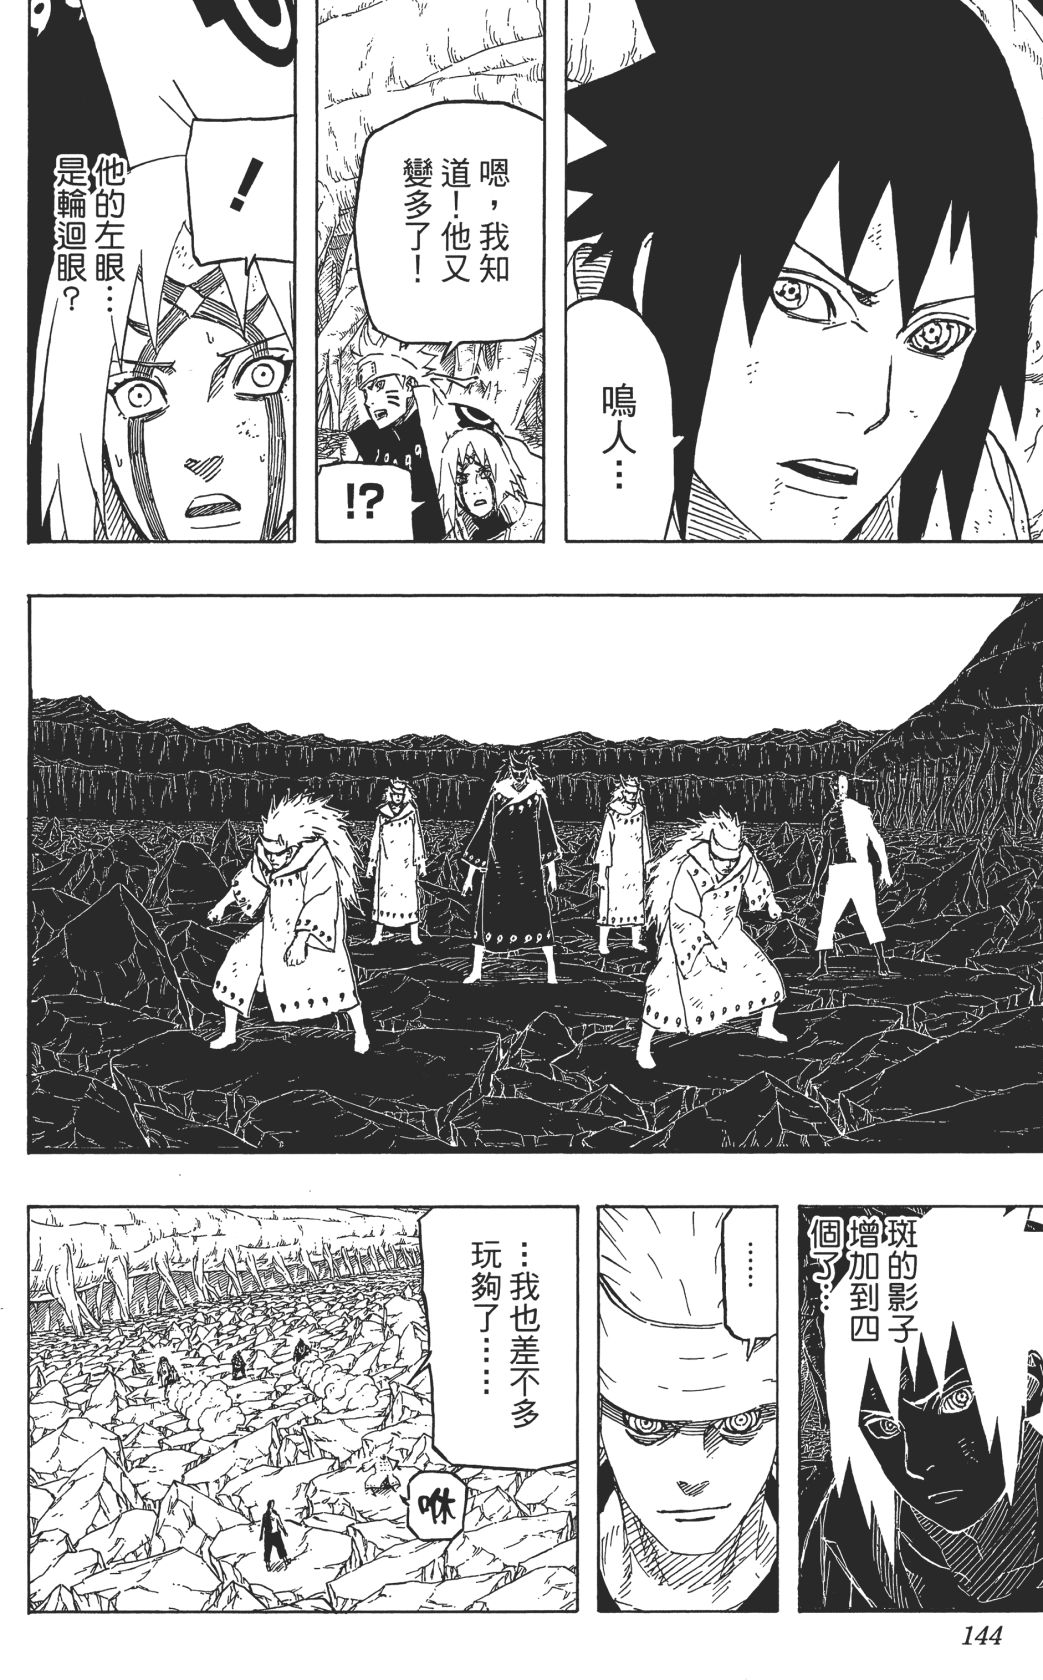 鳴人…
嗯，我知
道！他又
變多了！
!?
！
他的左眼…
是輪迴眼？
斑的影子
增加到四
個了…
……
…我也差不多
玩夠了……
咻
144